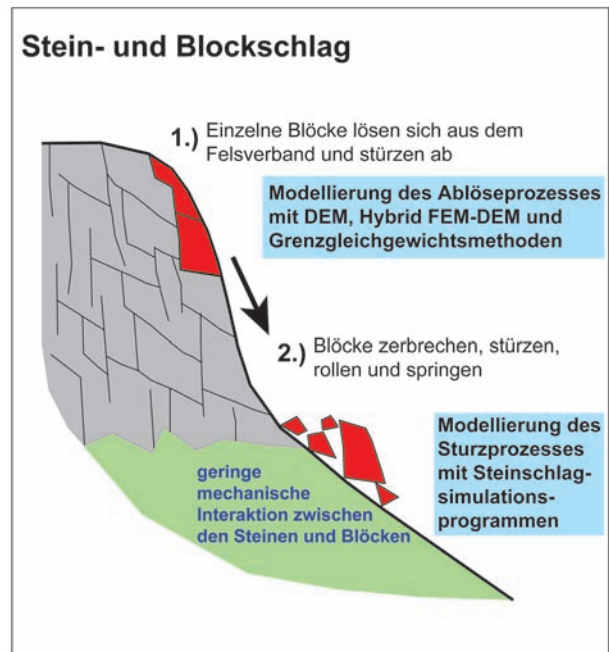 Stein- und Blockschlag
1.) Einzelne Blöcke lösen sich aus dem
Felsverband und stürzen ab
Modellierung des Ablöseprozesses
mit DEM, Hybrid FEM-DEM und
Grenzgleichgewichtsmethoden
2.) Blöcke zerbrechen, stürzen,
rollen und springen
Modellierung des
Sturzprozesses
mit Steinschlag-
simulations-
programmen
geringe
mechanische
Interaktion zwischen
den Steinen und Blöcken